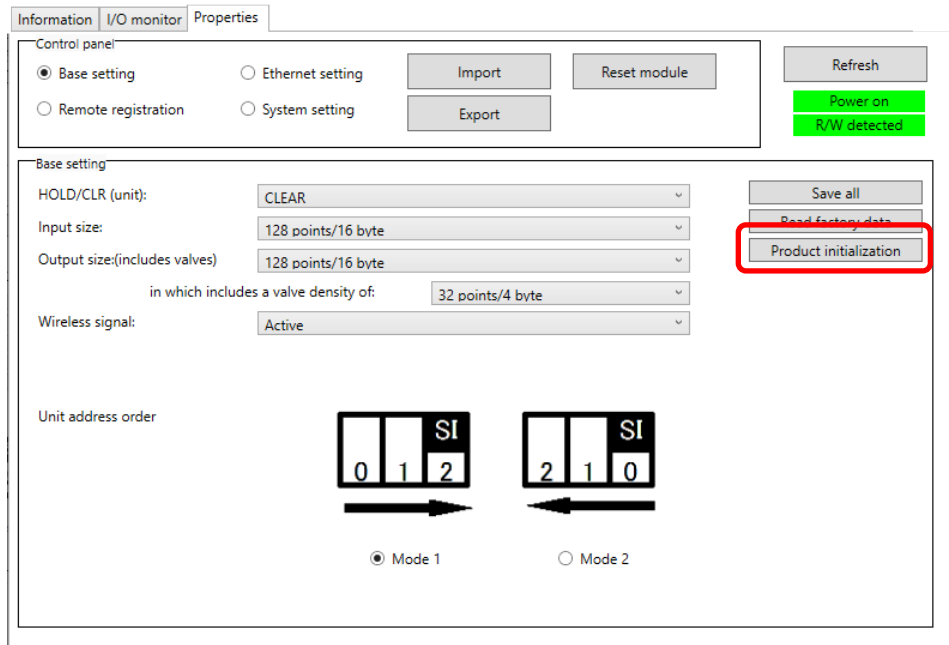 Information I/O monitor Properties
Control panel
Base setting Ethernet setting Import Reset module Refresh
Remote registration System setting Export Power on
R/W detected
Base setting
HOLD/CLR (unit): CLEAR Save all
Input size: 128 points/16 byte Read factory data
Output size:(includes valves) 128 points/16 byte Product initialization
in which includes a valve density of: 32 points/4 byte
Wireless signal: Active
Unit address order
SI SI
0 1 2 2 1 0
Mode 1 Mode 2